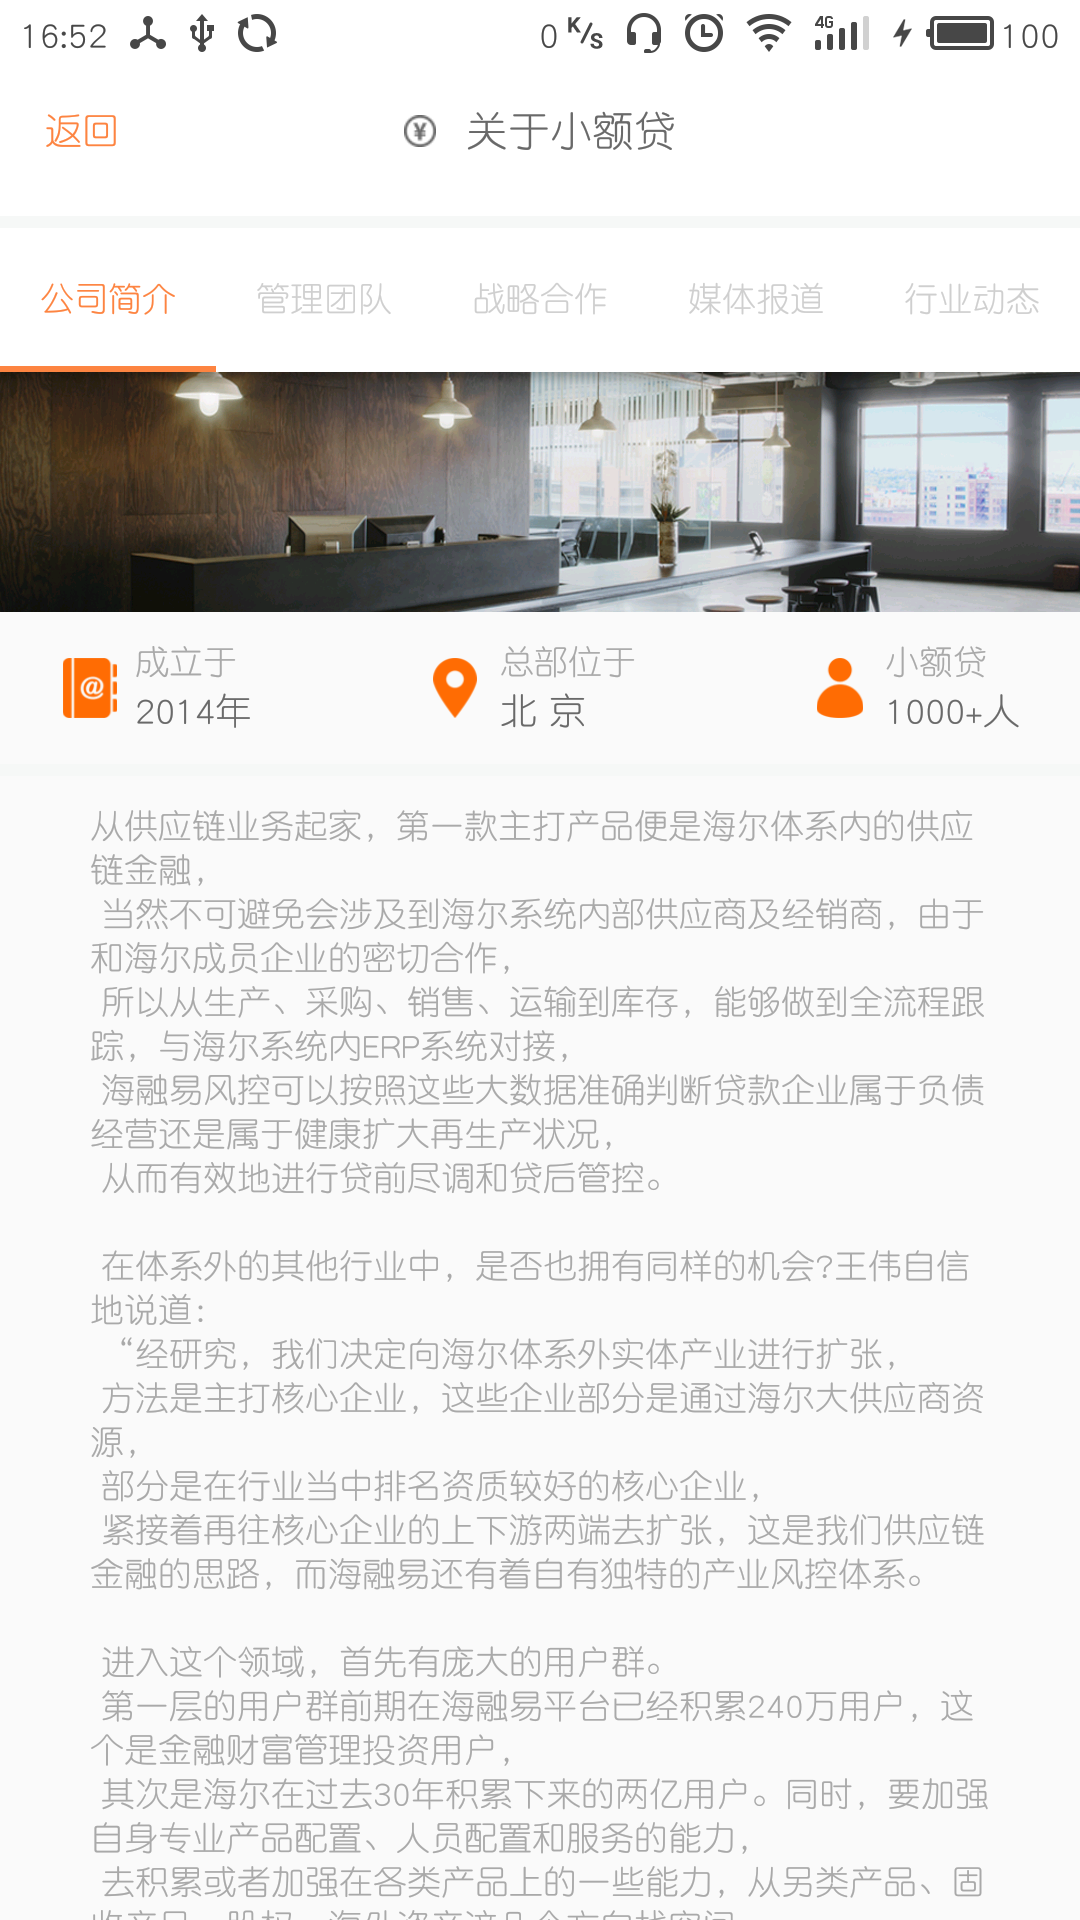 16:52 0 K/s 4G 100
返回 ¥ 关于小额贷
公司简介 管理团队 战略合作 媒体报道 行业动态
成立于 总部位于 小额贷
@ 2014年 北 京 1000+人
从供应链业务起家，第一款主打产品便是海尔体系内的供应
链金融，
当然不可避免会涉及到海尔系统内部供应商及经销商，由于
和海尔成员企业的密切合作，
所以从生产、采购、销售、运输到库存，能够做到全流程跟
踪，与海尔系统内ERP系统对接，
海融易风控可以按照这些大数据准确判断贷款企业属于负债
经营还是属于健康扩大再生产状况，
从而有效地进行贷前尽调和贷后管控。
在体系外的其他行业中，是否也拥有同样的机会?王伟自信
地说道：
“经研究，我们决定向海尔体系外实体产业进行扩张，
方法是主打核心企业，这些企业部分是通过海尔大供应商资
源，
部分是在行业当中排名资质较好的核心企业，
紧接着再往核心企业的上下游两端去扩张，这是我们供应链
金融的思路，而海融易还有着自有独特的产业风控体系。
进入这个领域，首先有庞大的用户群。
第一层的用户群前期在海融易平台已经积累240万用户，这
个是金融财富管理投资用户，
其次是海尔在过去30年积累下来的两亿用户。同时，要加强
自身专业产品配置、人员配置和服务的能力，
去积累或者加强在各类产品上的一些能力，从另类产品、固